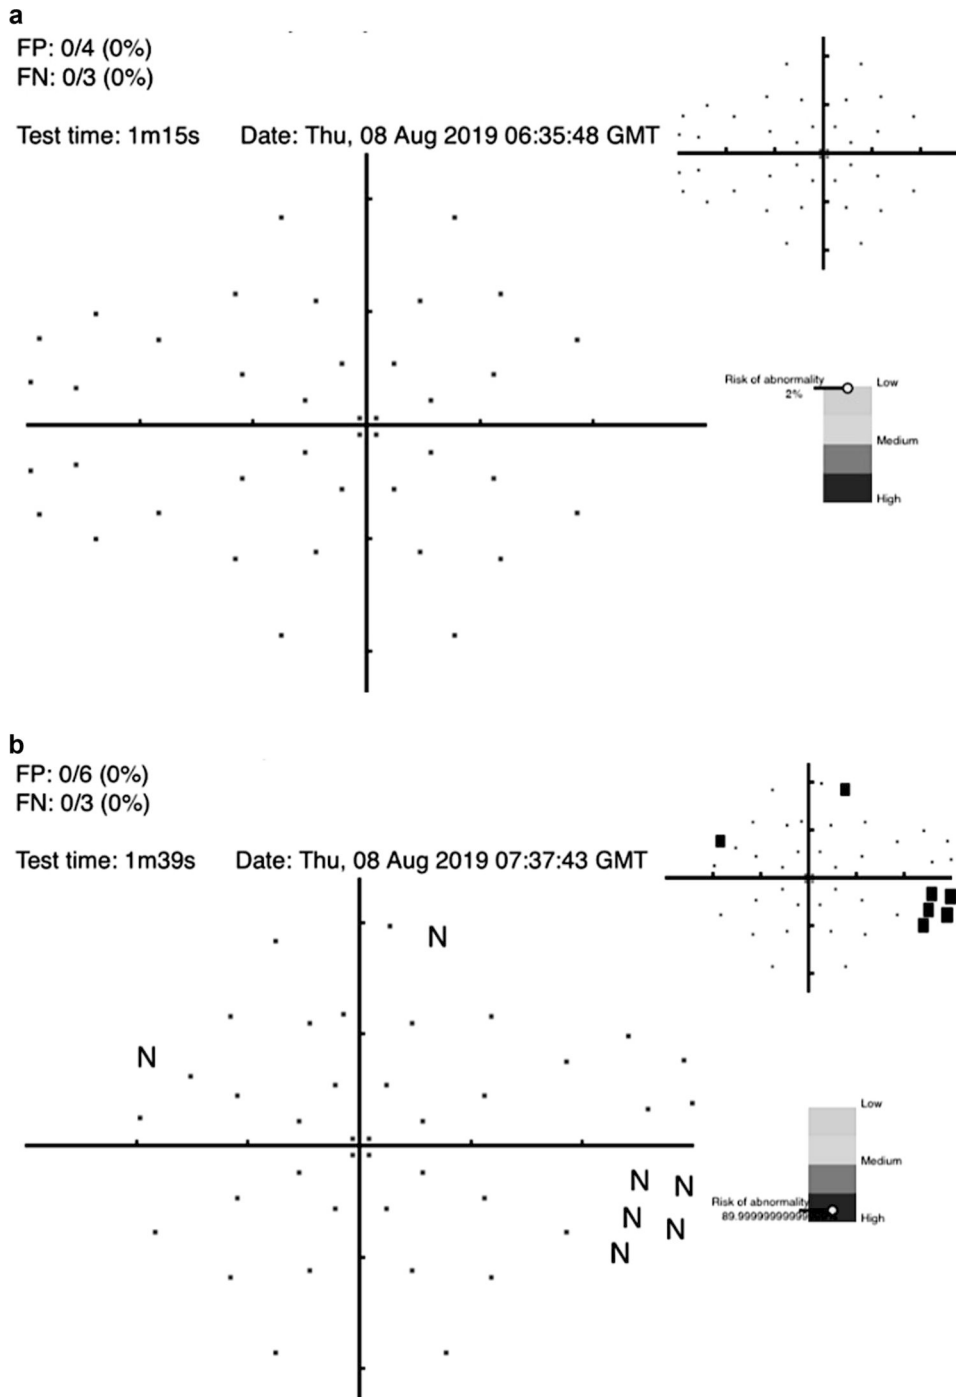 a
FP: 0/4 (0%)
FN: 0/3 (0%)
Test time: 1m15s Date: Thu, 08 Aug 2019 06:35:48 GMT
Risk of abnormality
2%
Low
Medium
High
b
FP: 0/6 (0%)
FN: 0/3 (0%)
Test time: 1m39s Date: Thu, 08 Aug 2019 07:37:43 GMT
N
N
N
N
N
N
N
Low
Medium
Risk of abnormality
High